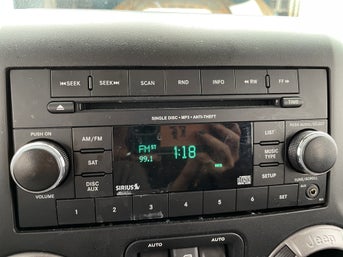 SEEK SEEK SCAN RND INFO RW FF
SINGLE DISC • MP3 • ANTI-THEFT
PUSH ON
AM/FM
SAT
DISC
AUX
VOLUME
FM
99.1
1:18
SIRIUS
LIST
MUSIC
TYPE
SETUP
TUNE/SCROLL
1 2 3 4 5 6 SET
AUTO AUTO
Jeep